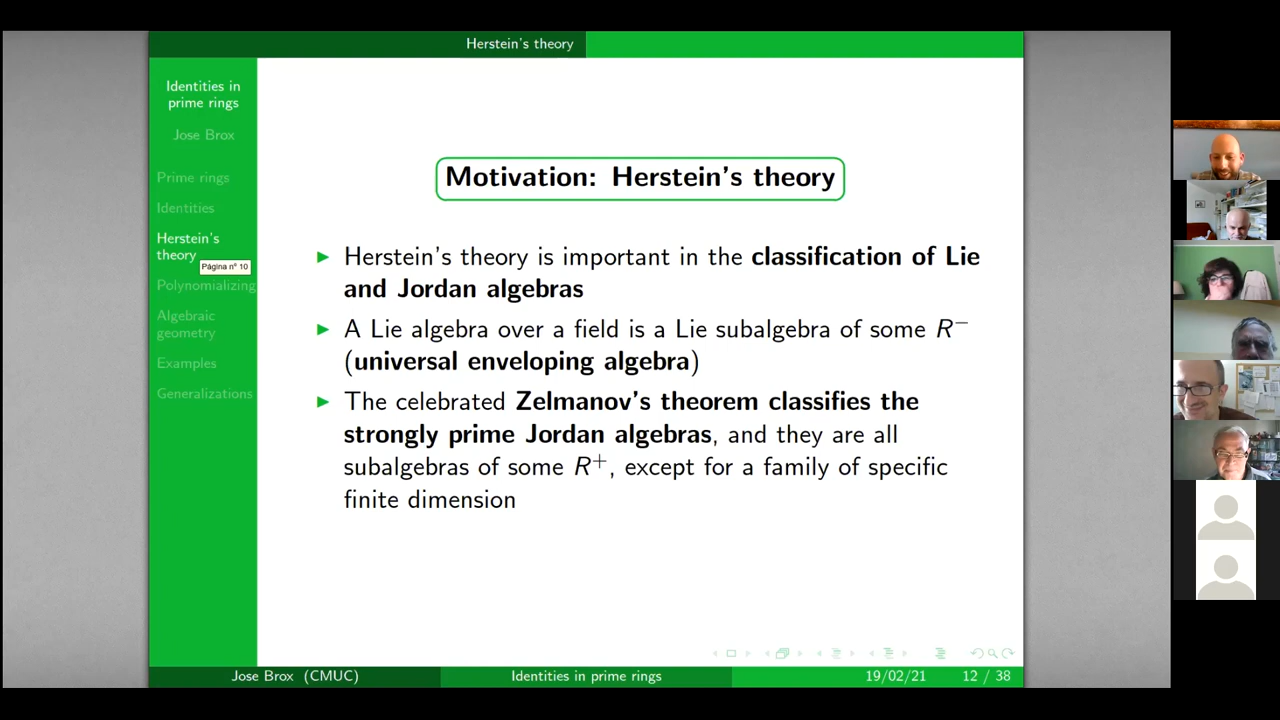 Herstein's theory
Identities in
prime rings
Jose Brox
Prime rings
Identities
Herstein's
theory
Página nº 10
Polynomializing
Algebraic
geometry
Examples
Generalizations
Motivation: Herstein's theory
Herstein's theory is important in the classification of Lie
and Jordan algebras
A Lie algebra over a field is a Lie subalgebra of some R⁻
(universal enveloping algebra)
The celebrated Zelmanov's theorem classifies the
strongly prime Jordan algebras, and they are all
subalgebras of some R⁺, except for a family of specific
finite dimension
Jose Brox (CMUC)
Identities in prime rings
19/02/21
12 / 38